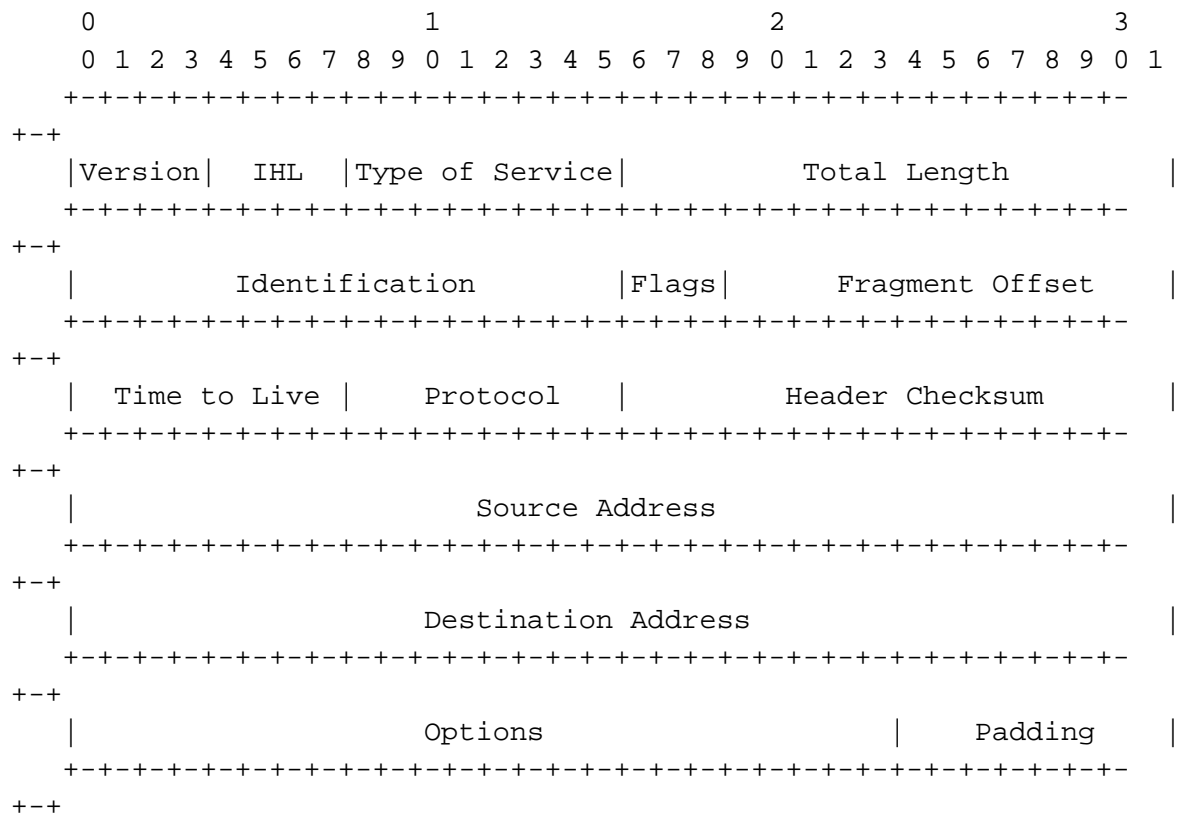 0                   1                   2                   3
    0 1 2 3 4 5 6 7 8 9 0 1 2 3 4 5 6 7 8 9 0 1 2 3 4 5 6 7 8 9 0 1
   +-+-+-+-+-+-+-+-+-+-+-+-+-+-+-+-+-+-+-+-+-+-+-+-+-+-+-+-+-+-+-
+-+
   |Version|  IHL  |Type of Service|          Total Length         |
   +-+-+-+-+-+-+-+-+-+-+-+-+-+-+-+-+-+-+-+-+-+-+-+-+-+-+-+-+-+-+-
+-+
   |         Identification        |Flags|      Fragment Offset    |
   +-+-+-+-+-+-+-+-+-+-+-+-+-+-+-+-+-+-+-+-+-+-+-+-+-+-+-+-+-+-+-
+-+
   |  Time to Live |    Protocol   |         Header Checksum       |
   +-+-+-+-+-+-+-+-+-+-+-+-+-+-+-+-+-+-+-+-+-+-+-+-+-+-+-+-+-+-+-
+-+
   |                       Source Address                          |
   +-+-+-+-+-+-+-+-+-+-+-+-+-+-+-+-+-+-+-+-+-+-+-+-+-+-+-+-+-+-+-
+-+
   |                    Destination Address                        |
   +-+-+-+-+-+-+-+-+-+-+-+-+-+-+-+-+-+-+-+-+-+-+-+-+-+-+-+-+-+-+-
+-+
   |                    Options                    |    Padding    |
   +-+-+-+-+-+-+-+-+-+-+-+-+-+-+-+-+-+-+-+-+-+-+-+-+-+-+-+-+-+-+-
+-+